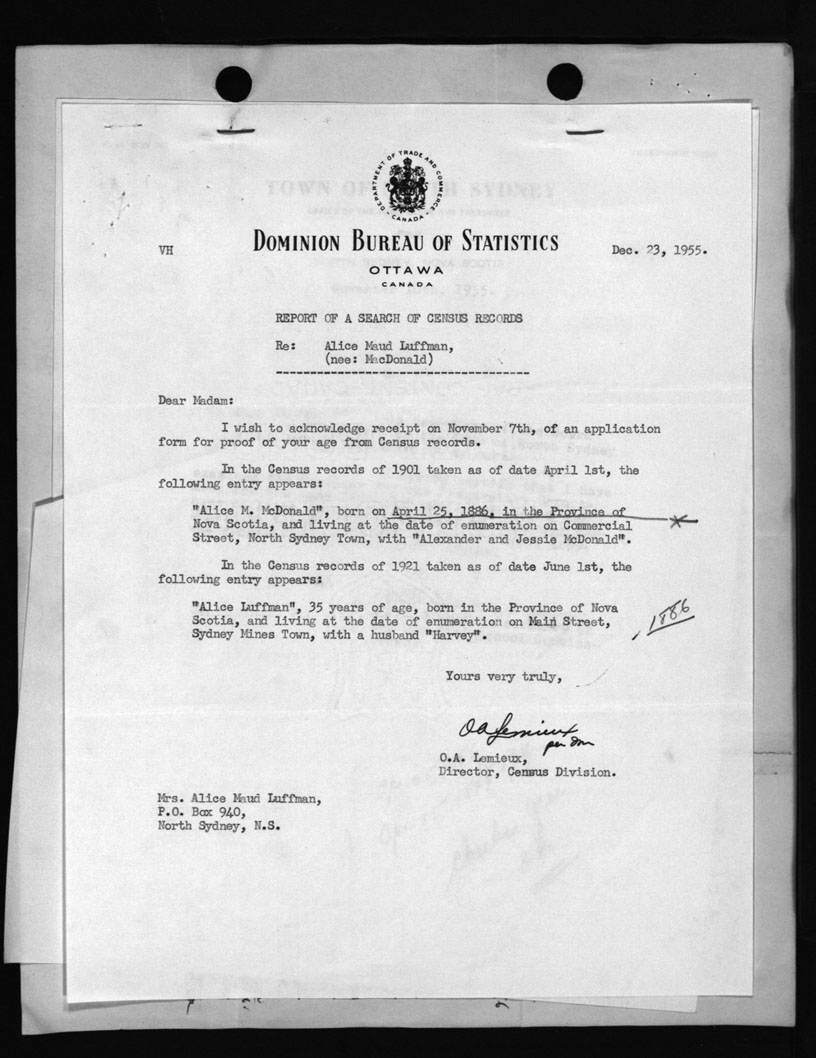 DEPARTMENT OF TRADE AND COMMERCE
CANADA
TOWN OF SYDNEY
VH
DOMINION BUREAU OF STATISTICS
Dec. 23, 1955.
OTTAWA
CANADA
REPORT OF A SEARCH OF CENSUS RECORDS
Re: Alice Maud Luffman,
(nee: MacDonald)
Dear Madam:
I wish to acknowledge receipt on November 7th, of an application
form for proof of your age from Census records.
In the Census records of 1901 taken as of date April 1st, the
following entry appears:
"Alice M. McDonald", born on April 25, 1886, in the Province of
Nova Scotia, and living at the date of enumeration on Commercial
Street, North Sydney Town, with "Alexander and Jessie McDonald".
In the Census records of 1921 taken as of date June 1st, the
following entry appears:
"Alice Luffman", 35 years of age, born in the Province of Nova
Scotia, and living at the date of enumeration on Main Street,
Sydney Mines Town, with a husband "Harvey".
1886
Yours very truly,
OA Lemieux
per
O.A. Lemieux,
Director, Census Division.
Mrs. Alice Maud Luffman,
P.O. Box 940,
North Sydney, N.S.